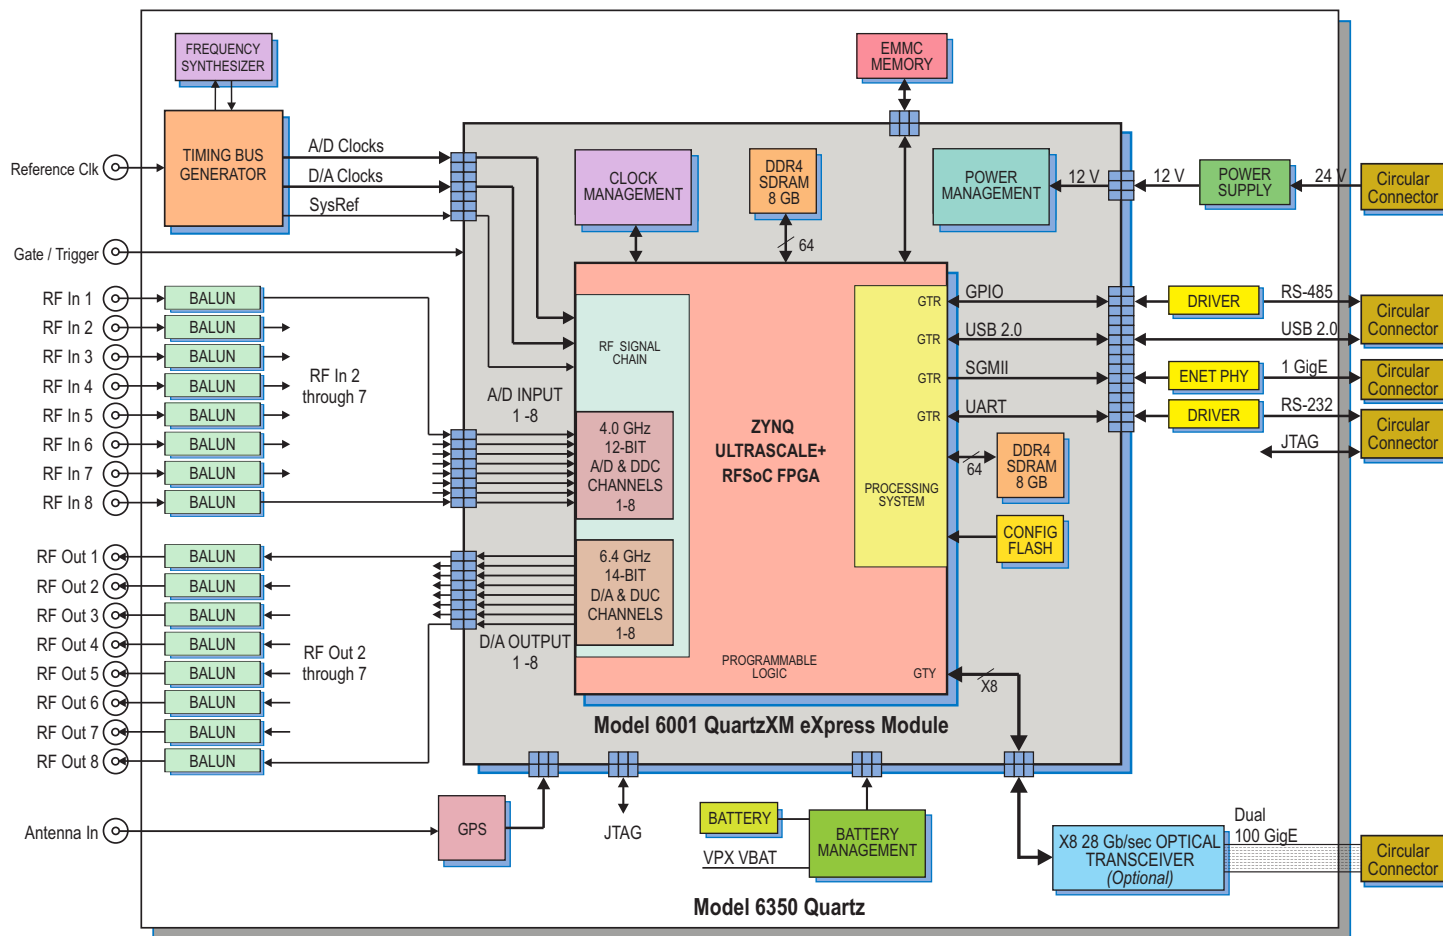 FREQUENCY
SYNTHESIZER
EMMC
MEMORY
Reference Clk
TIMING BUS
GENERATOR
A/D Clocks
D/A Clocks
SysRef
CLOCK
MANAGEMENT
DDR4
SDRAM
8 GB
64
POWER
MANAGEMENT
12 V
12 V
POWER
SUPPLY
24 V
Circular
Connector
Gate / Trigger
RF In 1
BALUN
RF In 2
BALUN
RF In 3
BALUN
RF In 4
BALUN
RF In 5
BALUN
RF In 6
BALUN
RF In 7
BALUN
RF In 8
BALUN
RF In 2
through 7
A/D INPUT
1 -8
RF SIGNAL
CHAIN
4.0 GHz
12-BIT
A/D & DDC
CHANNELS
1-8
6.4 GHz
14-BIT
D/A & DUC
CHANNELS
1-8
D/A OUTPUT
1 -8
ZYNQ
ULTRASCALE+
RFSoC FPGA
PROGRAMMABLE
LOGIC
PROCESSING
SYSTEM
GTR
GPIO
DRIVER
RS-485
Circular
Connector
GTR
USB 2.0
USB 2.0
GTR
SGMII
ENET PHY
1 GigE
Circular
Connector
GTR
UART
DRIVER
RS-232
Circular
Connector
JTAG
64
DDR4
SDRAM
8 GB
CONFIG
FLASH
GTY
X8
RF Out 1
BALUN
RF Out 2
BALUN
RF Out 3
BALUN
RF Out 4
BALUN
RF Out 5
BALUN
RF Out 6
BALUN
RF Out 7
BALUN
RF Out 8
BALUN
RF Out 2
through 7
Model 6001 QuartzXM eXpress Module
Antenna In
GPS
JTAG
BATTERY
VPX VBAT
BATTERY
MANAGEMENT
X8 28 Gb/sec OPTICAL
TRANSCEIVER
(Optional)
Dual
100 GigE
Circular
Connector
Model 6350 Quartz